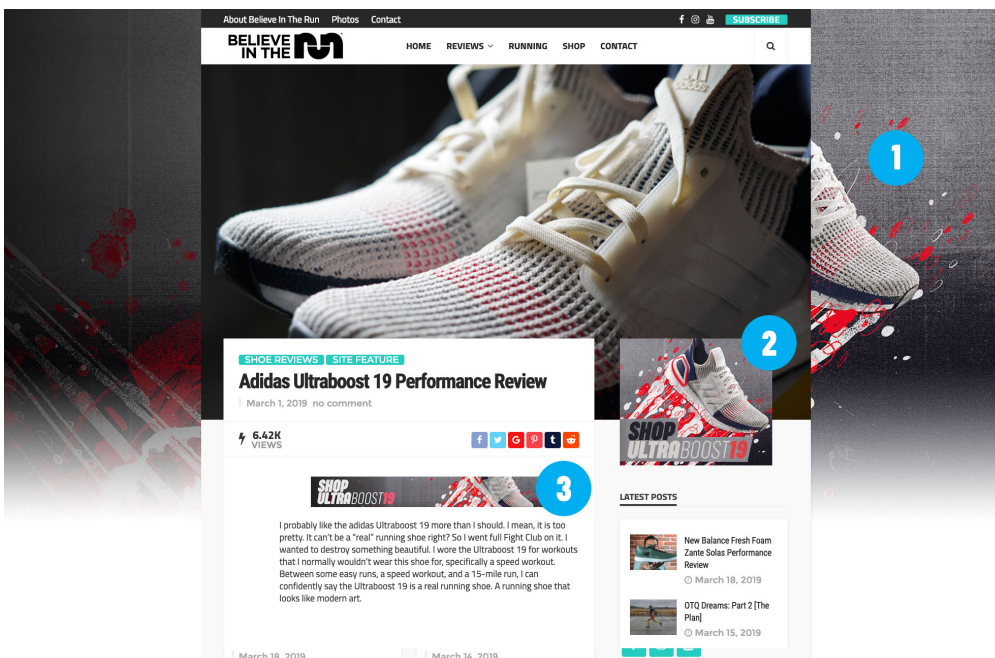 About Believe In The Run Photos Contact
SUBSCRIBE
BELIEVE
IN THE
HOME REVIEWS RUNNING SHOP CONTACT
adidas
1
2
SHOE REVIEWS SITE FEATURE
Adidas Ultraboost 19 Performance Review
March 1, 2019 no comment
SHOP
ULTRABOOST19
6.42K
VIEWS
SHOP
ULTRABOOST19
3
I probably like the adidas Ultraboost 19 more than I should. I mean, it is too
pretty. It can't be a "real" running shoe right? So I went full Fight Club on it. I
wanted to destroy something beautiful. I wore the Ultraboost 19 for workouts
that I normally wouldn't wear this shoe for, specifically a speed workout.
Between some easy runs, a speed workout, and a 15-mile run, I can
confidently say the Ultraboost 19 is a real running shoe. A running shoe that
looks like modern art.
LATEST POSTS
New Balance Fresh Foam
Zante Solas Performance
Review
March 18, 2019
OTQ Dreams: Part 2 [The
Plan]
March 15, 2019
March 18, 2019
March 14, 2019